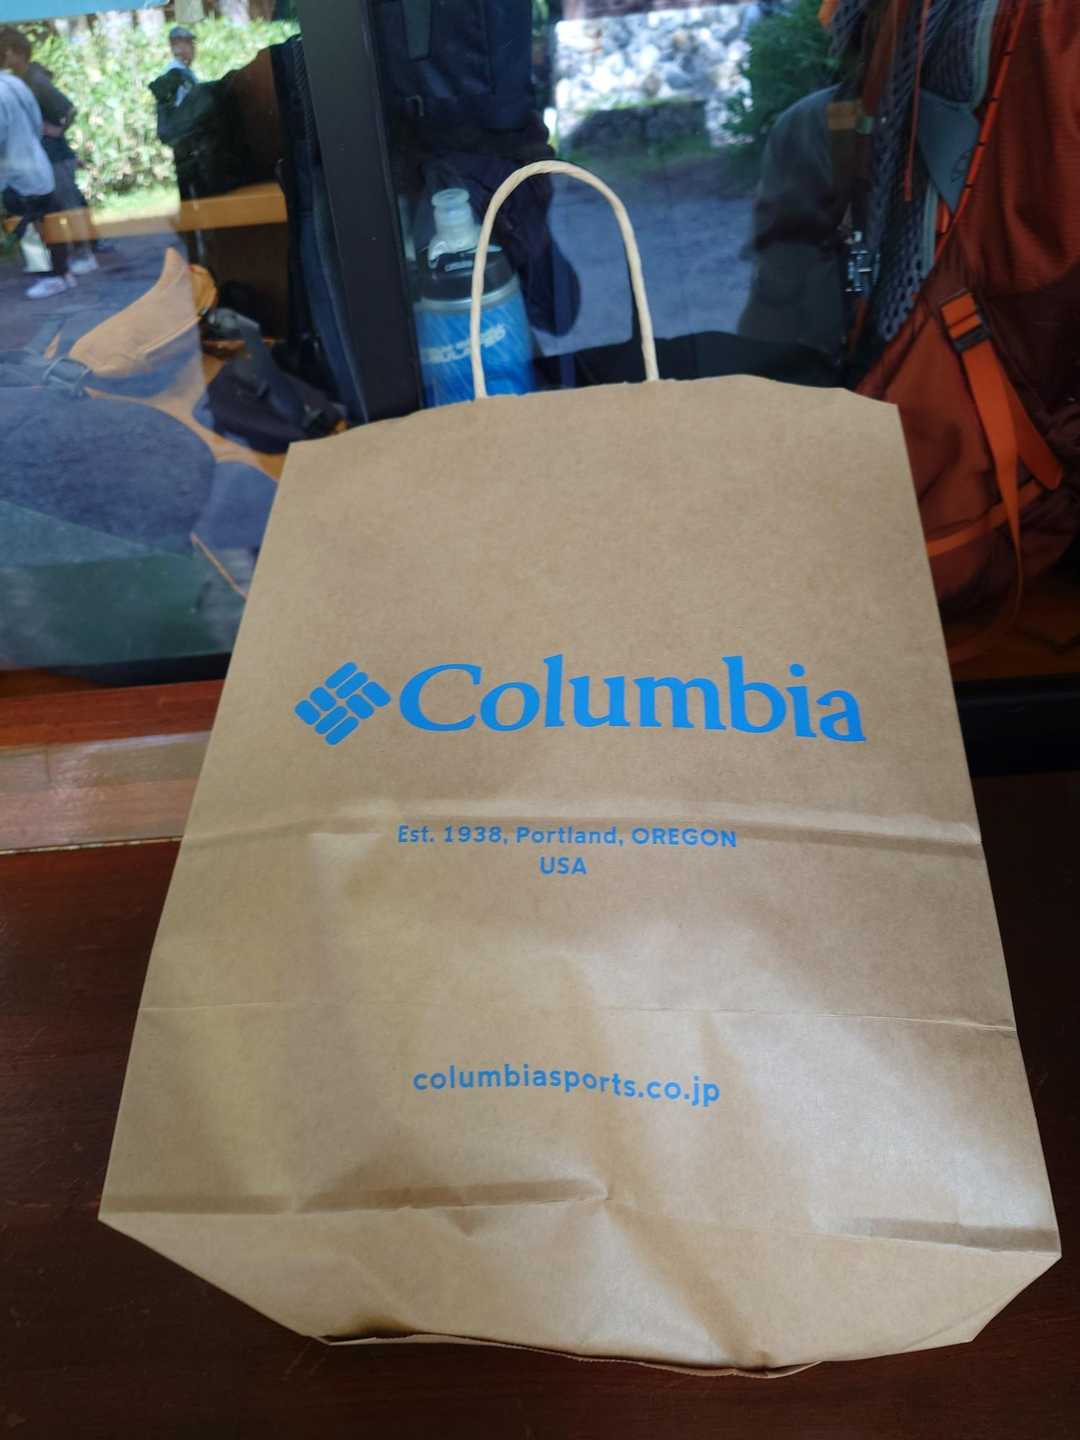 Columbia
Est. 1938, Portland, OREGON
USA
columbiasports.co.jp